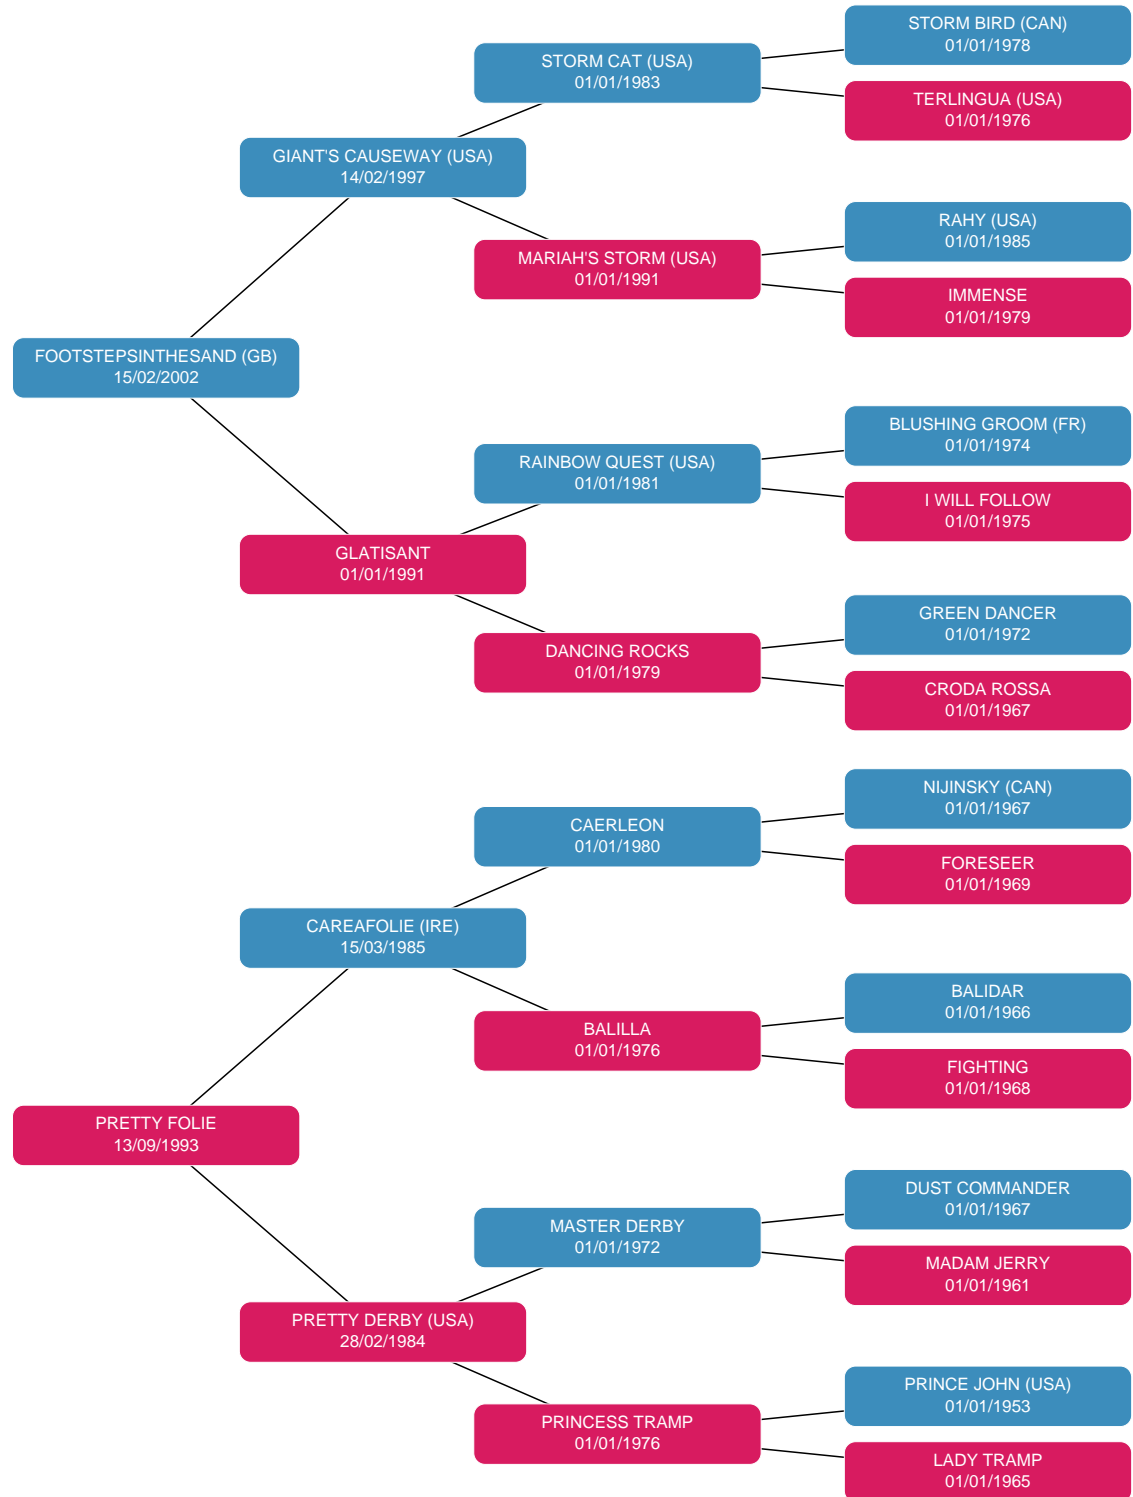 STORM BIRD (CAN)
01/01/1978
STORM CAT (USA)
01/01/1983
TERLINGUA (USA)
01/01/1976
GIANT'S CAUSEWAY (USA)
14/02/1997
RAHY (USA)
01/01/1985
MARIAH'S STORM (USA)
01/01/1991
IMMENSE
01/01/1979
FOOTSTEPSINTHESAND (GB)
15/02/2002
BLUSHING GROOM (FR)
01/01/1974
RAINBOW QUEST (USA)
01/01/1981
I WILL FOLLOW
01/01/1975
GLATISANT
01/01/1991
GREEN DANCER
01/01/1972
DANCING ROCKS
01/01/1979
CRODA ROSSA
01/01/1967
NIJINSKY (CAN)
01/01/1967
CAERLEON
01/01/1980
FORESEER
01/01/1969
CAREAFOLIE (IRE)
15/03/1985
BALIDAR
01/01/1966
BALILLA
01/01/1976
FIGHTING
01/01/1968
PRETTY FOLIE
13/09/1993
DUST COMMANDER
01/01/1967
MASTER DERBY
01/01/1972
MADAM JERRY
01/01/1961
PRETTY DERBY (USA)
28/02/1984
PRINCE JOHN (USA)
01/01/1953
PRINCESS TRAMP
01/01/1976
LADY TRAMP
01/01/1965